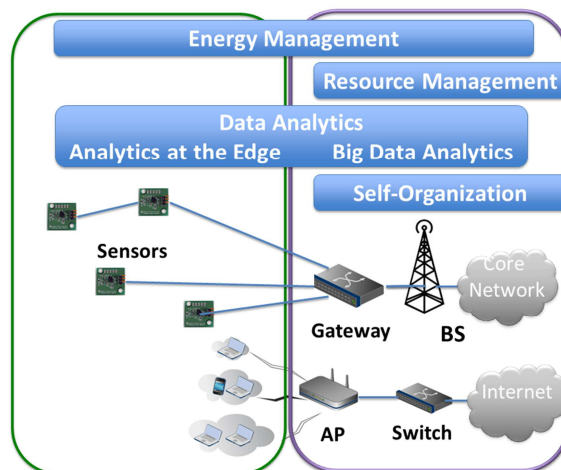 Energy Management
Resource Management
Data Analytics
Analytics at the Edge Big Data Analytics
Self-Organization
Sensors
Core
Network
Gateway
BS
Internet
AP
Switch